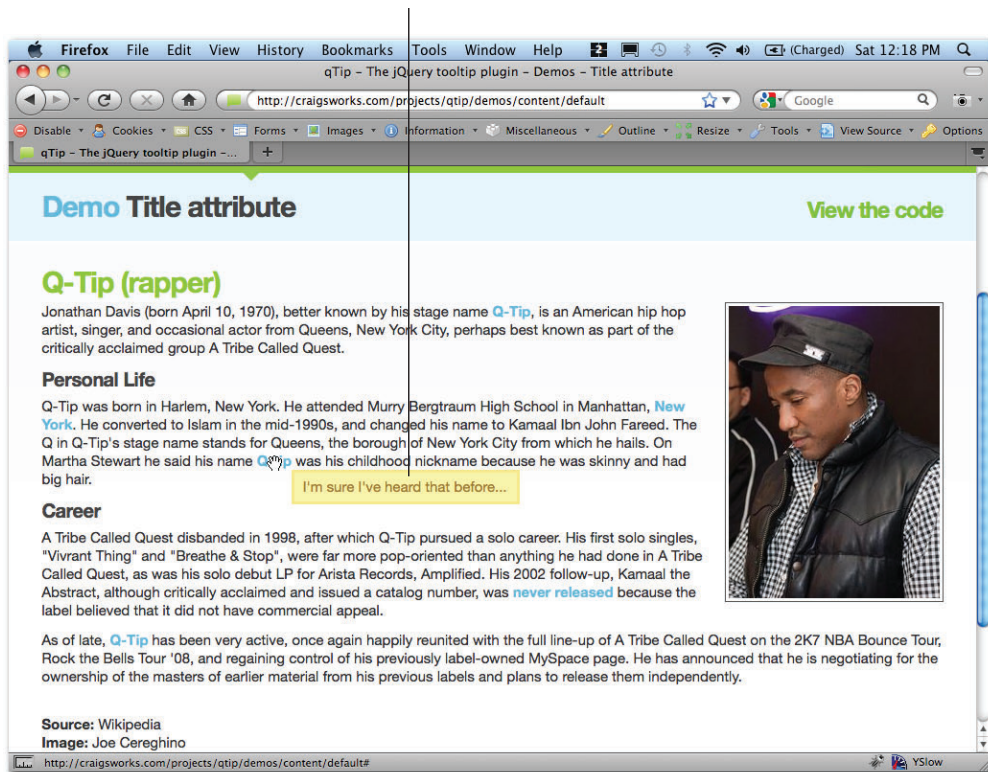 Firefox File Edit View History Bookmarks Tools Window Help 2 (Charged) Sat 12:18 PM
qTip – The jQuery tooltip plugin – Demos – Title attribute
http://craigsworks.com/projects/qtip/demos/content/default Google
Disable Cookies CSS Forms Images Information Miscellaneous Outline Resize Tools View Source Options
qTip – The jQuery tooltip plugin –... +
Demo Title attribute
View the code
Q-Tip (rapper)
Jonathan Davis (born April 10, 1970), better known by his stage name Q-Tip, is an American hip hop
artist, singer, and occasional actor from Queens, New York City, perhaps best known as part of the
critically acclaimed group A Tribe Called Quest.
Personal Life
Q-Tip was born in Harlem, New York. He attended Murry Bergtraum High School in Manhattan, New
York. He converted to Islam in the mid-1990s, and changed his name to Kamaal Ibn John Fareed. The
Q in Q-Tip's stage name stands for Queens, the borough of New York City from which he hails. On
Martha Stewart he said his name Q-Tip was his childhood nickname because he was skinny and had
big hair.
I'm sure I've heard that before...
Career
A Tribe Called Quest disbanded in 1998, after which Q-Tip pursued a solo career. His first solo singles,
"Vivrant Thing" and "Breathe & Stop", were far more pop-oriented than anything he had done in A Tribe
Called Quest, as was his solo debut LP for Arista Records, Amplified. His 2002 follow-up, Kamaal the
Abstract, although critically acclaimed and issued a catalog number, was never released because the
label believed that it did not have commercial appeal.
As of late, Q-Tip has been very active, once again happily reunited with the full line-up of A Tribe Called Quest on the 2K7 NBA Bounce Tour,
Rock the Bells Tour '08, and regaining control of his previously label-owned MySpace page. He has announced that he is negotiating for the
ownership of the masters of earlier material from his previous labels and plans to release them independently.
Source: Wikipedia
Image: Joe Cereghino
http://craigsworks.com/projects/qtip/demos/content/default# YSlow